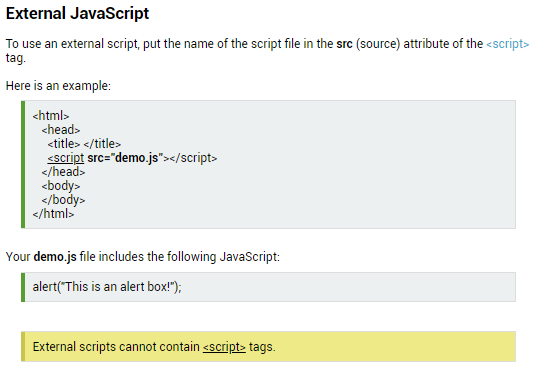 External JavaScript
To use an external script, put the name of the script file in the src (source) attribute of the <script>
tag.
Here is an example:
<html>
<head>
<title> </title>
<script src="demo.js"></script>
</head>
<body>
</body>
</html>
Your demo.js file includes the following JavaScript:
alert("This is an alert box!");
External scripts cannot contain <script> tags.